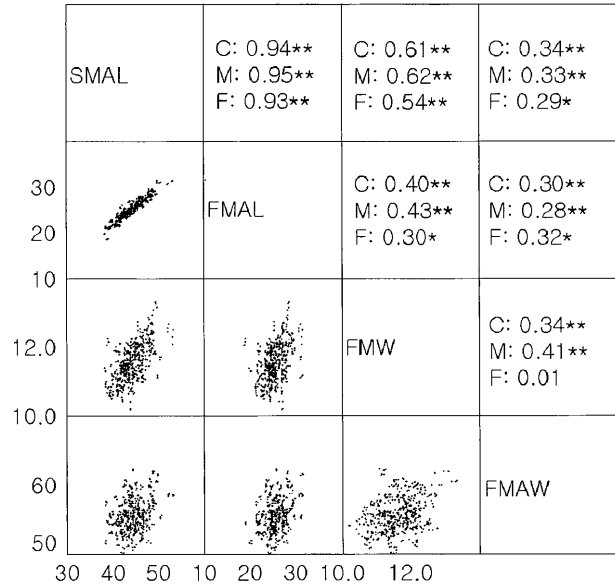 C: 0.94** C: 0.61** C: 0.34**
SMAL M: 0.95** M: 0.62** M: 0.33**
F: 0.93** F: 0.54** F: 0.29*
30 C: 0.40** C: 0.30**
FMAL M: 0.43** M: 0.28**
20 F: 0.30* F: 0.32*
10
C: 0.34**
12.0 FMW M: 0.41**
F: 0.01
10.0
60 FMAW
50
30 40 50 10 20 30 10.0 12.0